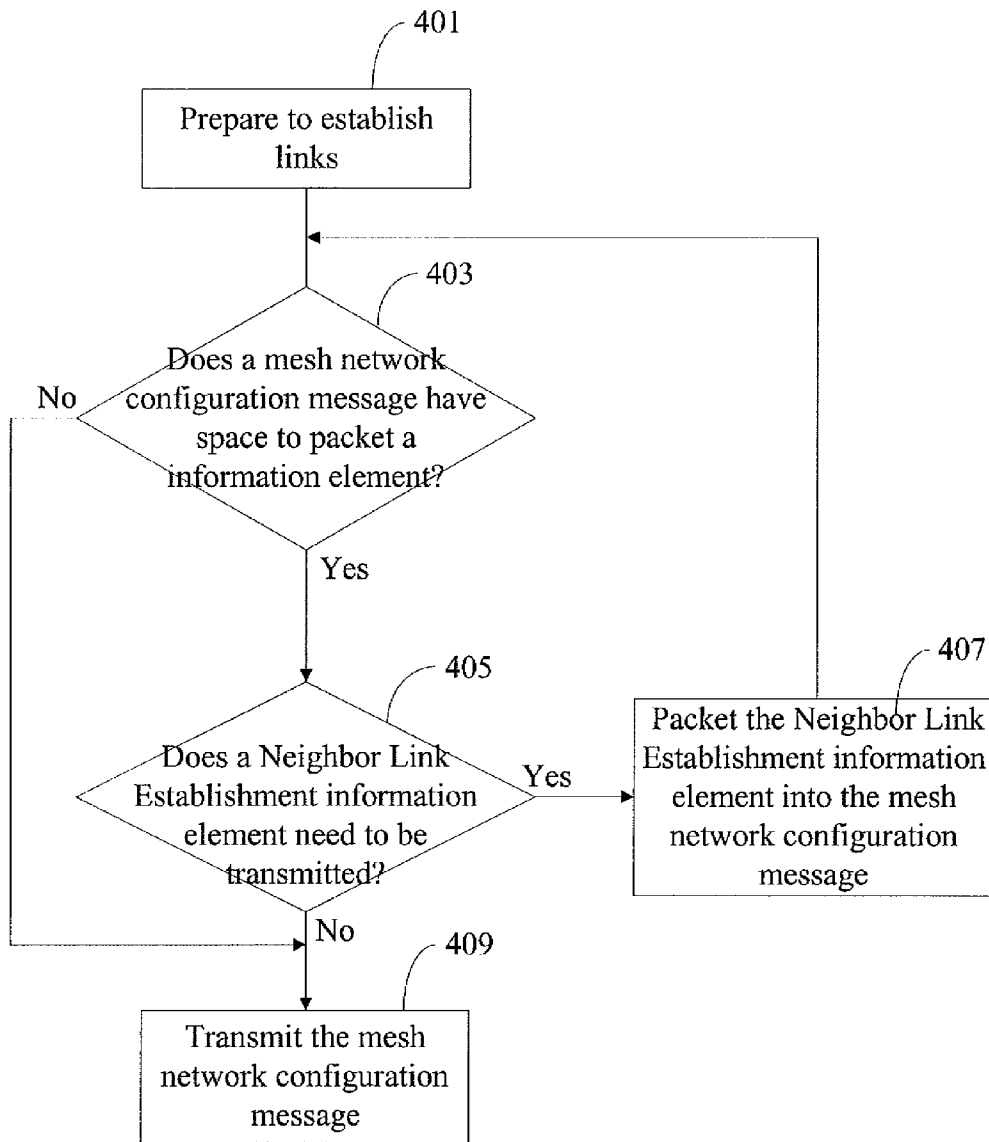 401
Prepare to establish
links
403
Does a mesh network
configuration message have
space to packet a
information element?
No
Yes
405
Does a Neighbor Link
Establishment information
element need to be
transmitted?
Yes
407
Packet the Neighbor Link
Establishment information
element into the mesh
network configuration
message
No
409
Transmit the mesh
network configuration
message